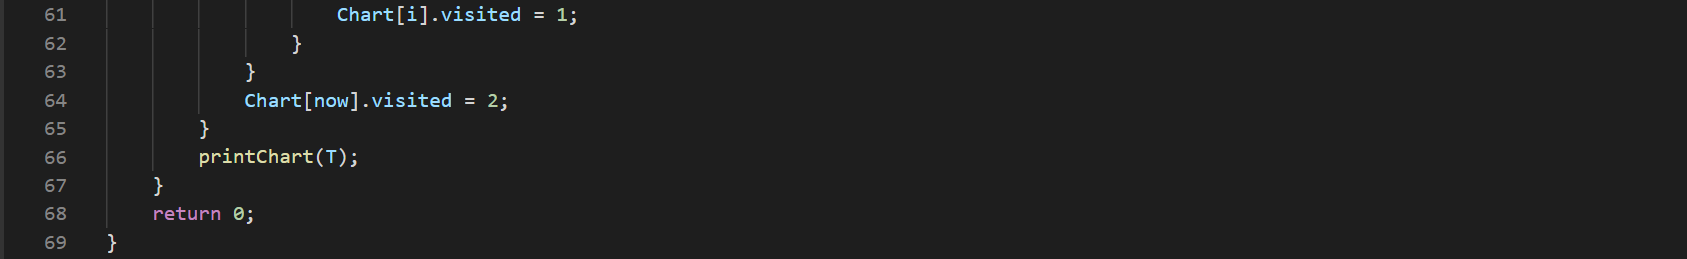 61 Chart[i].visited = 1;
62 }
63 }
64 Chart[now].visited = 2;
65 }
66 printChart(T);
67 }
68 return 0;
69 }